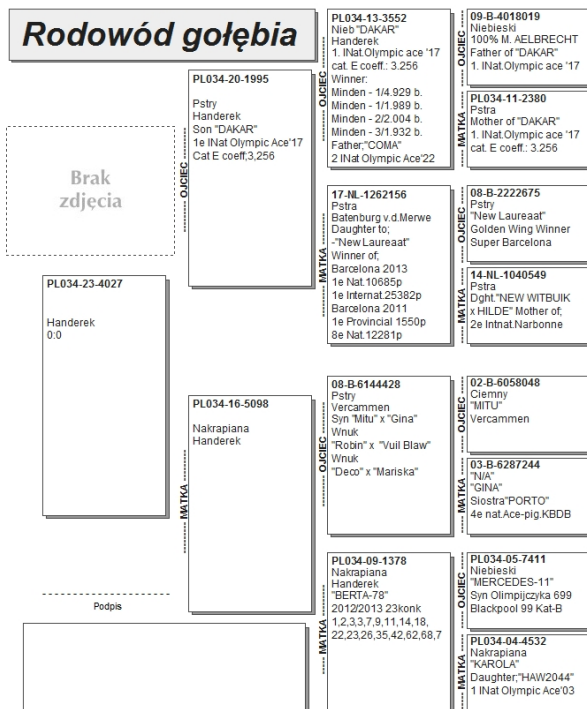 Rodowód gołębia
Brak
zdjęcia
PL034-23-4027
Handerek
0:0
Podpis
OJCIEC
PL034-20-1995
Pstry
Handerek
Son "DAKAR"
1e INat Olympic Ace'17
Cat E coeff;3,256
MATKA
PL034-16-5098
Nakrapiana
Handerek
OJCIEC
PL034-13-3552
Nieb "DAKAR"
Handerek
1. INat.Olympic ace '17
cat. E coeff.: 3.256
Winner:
Minden - 1/4.929 b.
Minden - 1/1.989 b.
Minden - 2/2.004 b.
Minden - 3/1.932 b.
Father;"COMA"
2 INat Olympic Ace'22
MATKA
17-NL-1262156
Pstra
Batenburg v.d.Merwe
Daughter to;
-"New Laureaat"
Winner of;
Barcelona 2013
1e Nat.10685p
1e Internat.25382p
Barcelona 2011
1e Provincial 1550p
8e Nat.12281p
OJCIEC
08-B-6144428
Pstry
Vercammen
Syn "Mitu" x "Gina"
Wnuk
"Robin" x "Vuil Blaw"
Wnuk
"Deco" x "Mariska"
MATKA
PL034-09-1378
Nakrapiana
Handerek
"BERTA-78"
2012/2013 23konk
1,2,3,3,7,9,11,14,18,
22,23,26,35,42,62,68,7
OJCIEC
09-B-4018019
Niebieski
100% M. AELBRECHT
Father of "DAKAR"
1. INat.Olympic ace '17
MATKA
PL034-11-2380
Pstra
Mother of "DAKAR"
1. INat.Olympic ace '17
cat. E coeff.: 3.256
OJCIEC
08-B-2222675
Pstry
"New Laureaat"
Golden Wing Winner
Super Barcelona
MATKA
14-NL-1040549
Pstra
Dght."NEW WITBUIK
x HILDE" Mother of;
2e Intnat.Narbonne
OJCIEC
02-B-6058048
Ciemny
"MITU"
Vercammen
MATKA
03-B-6287244
"N/A"
"GINA"
Siostra"PORTO"
4e nat.Ace-pig.KBDB
OJCIEC
PL034-05-7411
Niebieski
"MERCEDES-11"
Syn Olimpijczyka 699
Blackpool 99 Kat-B
MATKA
PL034-04-4532
Nakrapiana
"KAROLA"
Daughter;"HAW2044"
1 INat Olympic Ace'03